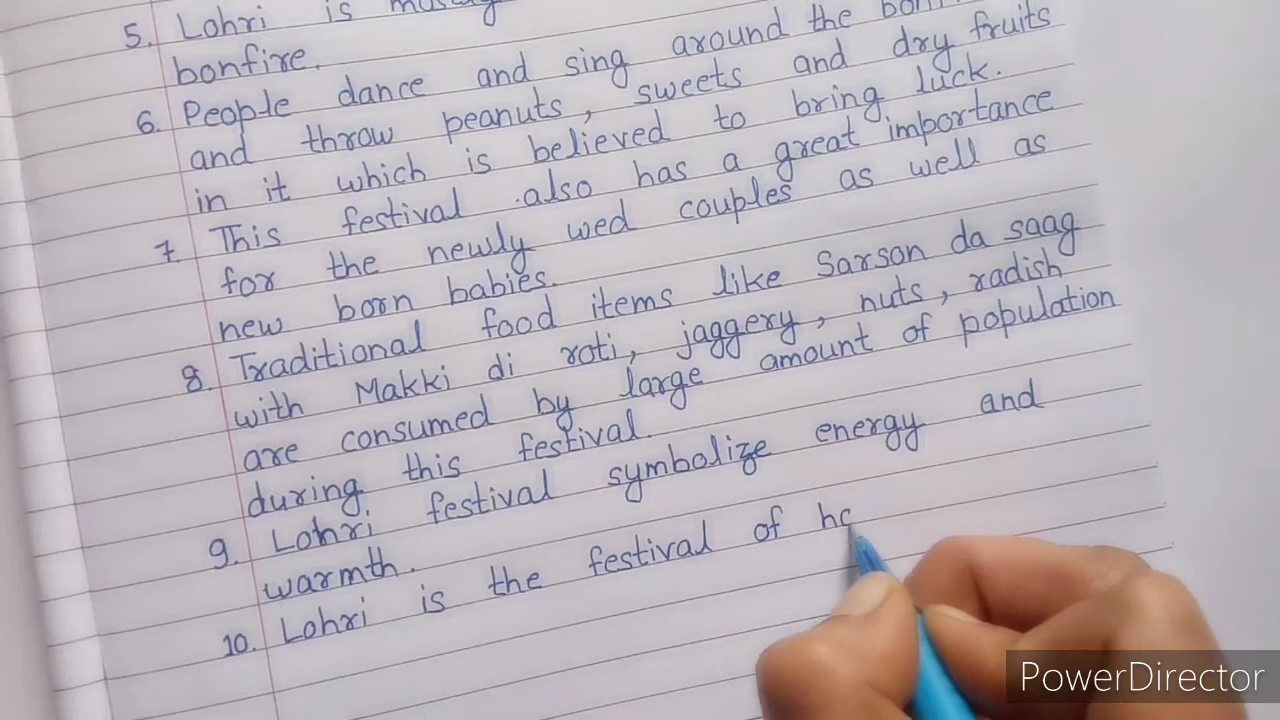 5. Lohri is
bonfire.
6. People dance and sing around the
and throw peanuts, sweets and dry fruits
in it which is believed to bring luck.
7. This festival also has a great importance
for the newly wed couples as well as
new born babies.
8. Traditional food items like Sarson da saag
with Makki di roti, jaggery, nuts, radish
are consumed by large amount of population
during this festival.
9. Lohri festival symbolize energy and
warmth.
10. Lohri is the festival of
PowerDirector